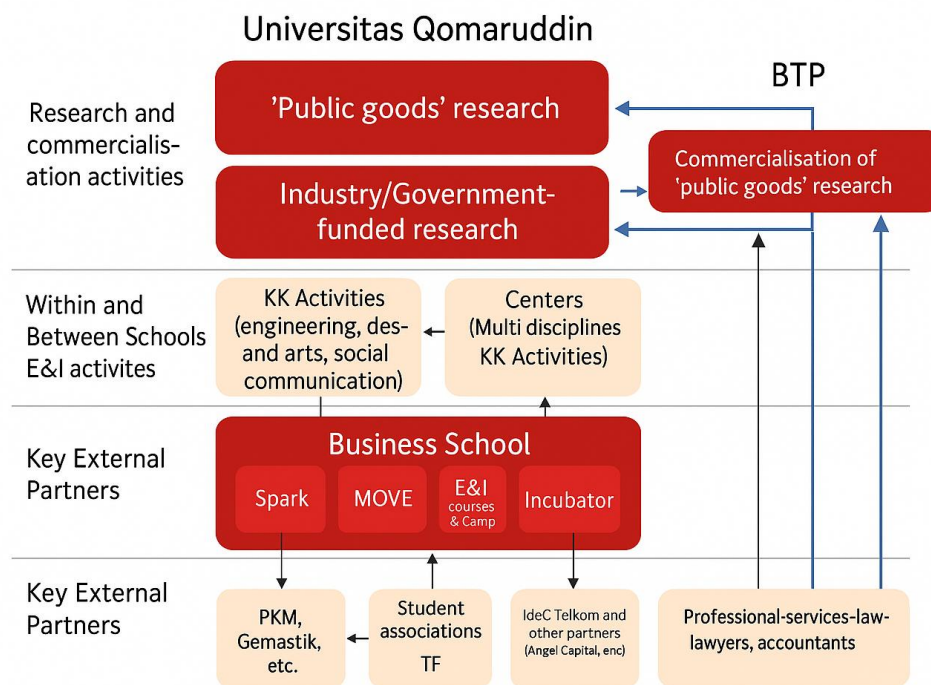 Universitas Qomaruddin
BTP
Research and
commercialis-
ation activities
'Public goods' research
Industry/Government-
funded research
Commercialisation of
'public goods' research
Within and
Between Schools
E&I activites
KK Activities
(engineering, des-
and arts, social
communication)
Centers
(Multi disciplines
KK Activities)
Key External
Partners
Business School
Spark
MOVE
E&I
courses
& Camp
Incubator
Key External
Partners
PKM,
Gemastik,
etc.
Student
associations
TF
IdeC Telkom and
other partners
(Angel Capital, enc)
Professional-services-law-
lawyers, accountants